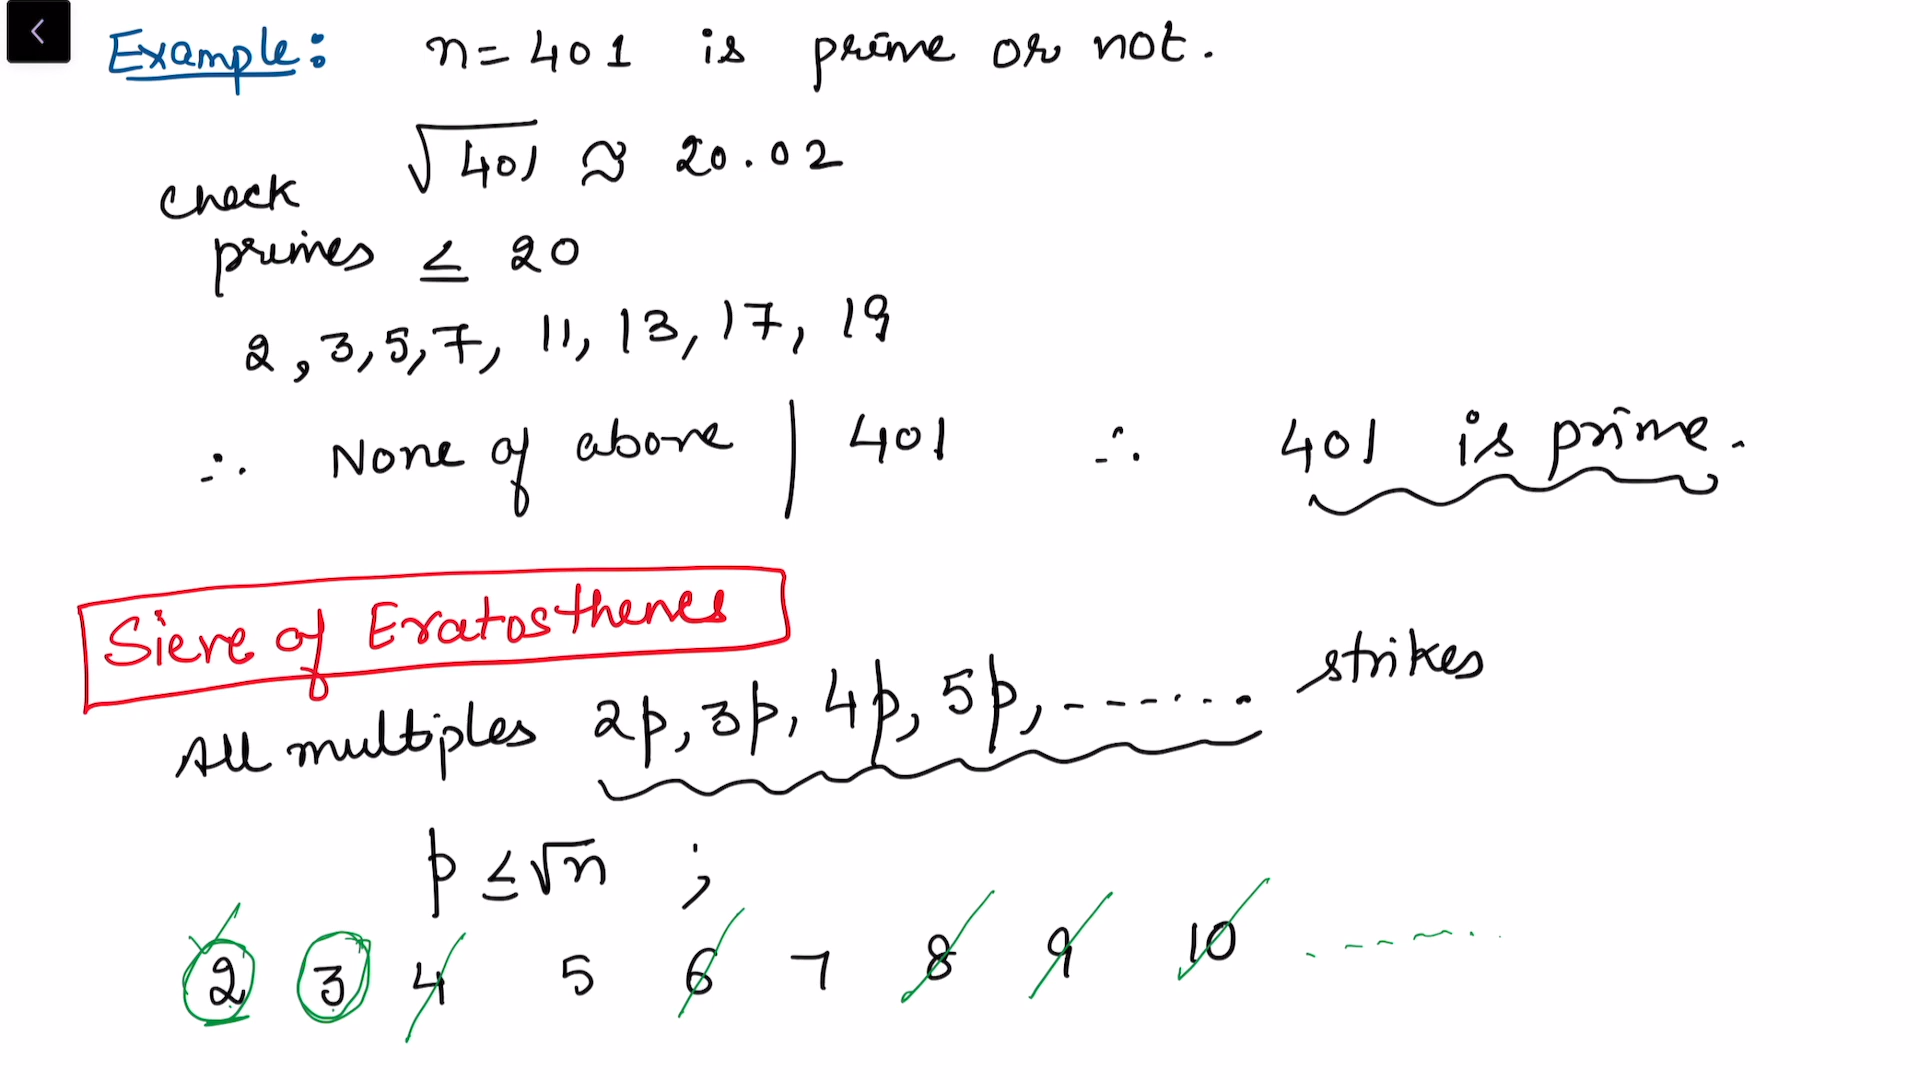 Example: n = 401 is prime or not.
√401 ≈ 20.02
check
primes ≤ 20
2, 3, 5, 7, 11, 13, 17, 19
∴ None of above | 401 ∴ 401 is prime.
Sieve of Eratosthenes
All multiples 2p, 3p, 4p, 5p, ------- strikes
p ≤ √n ;
2 3 4 5 6 7 8 9 10 ------